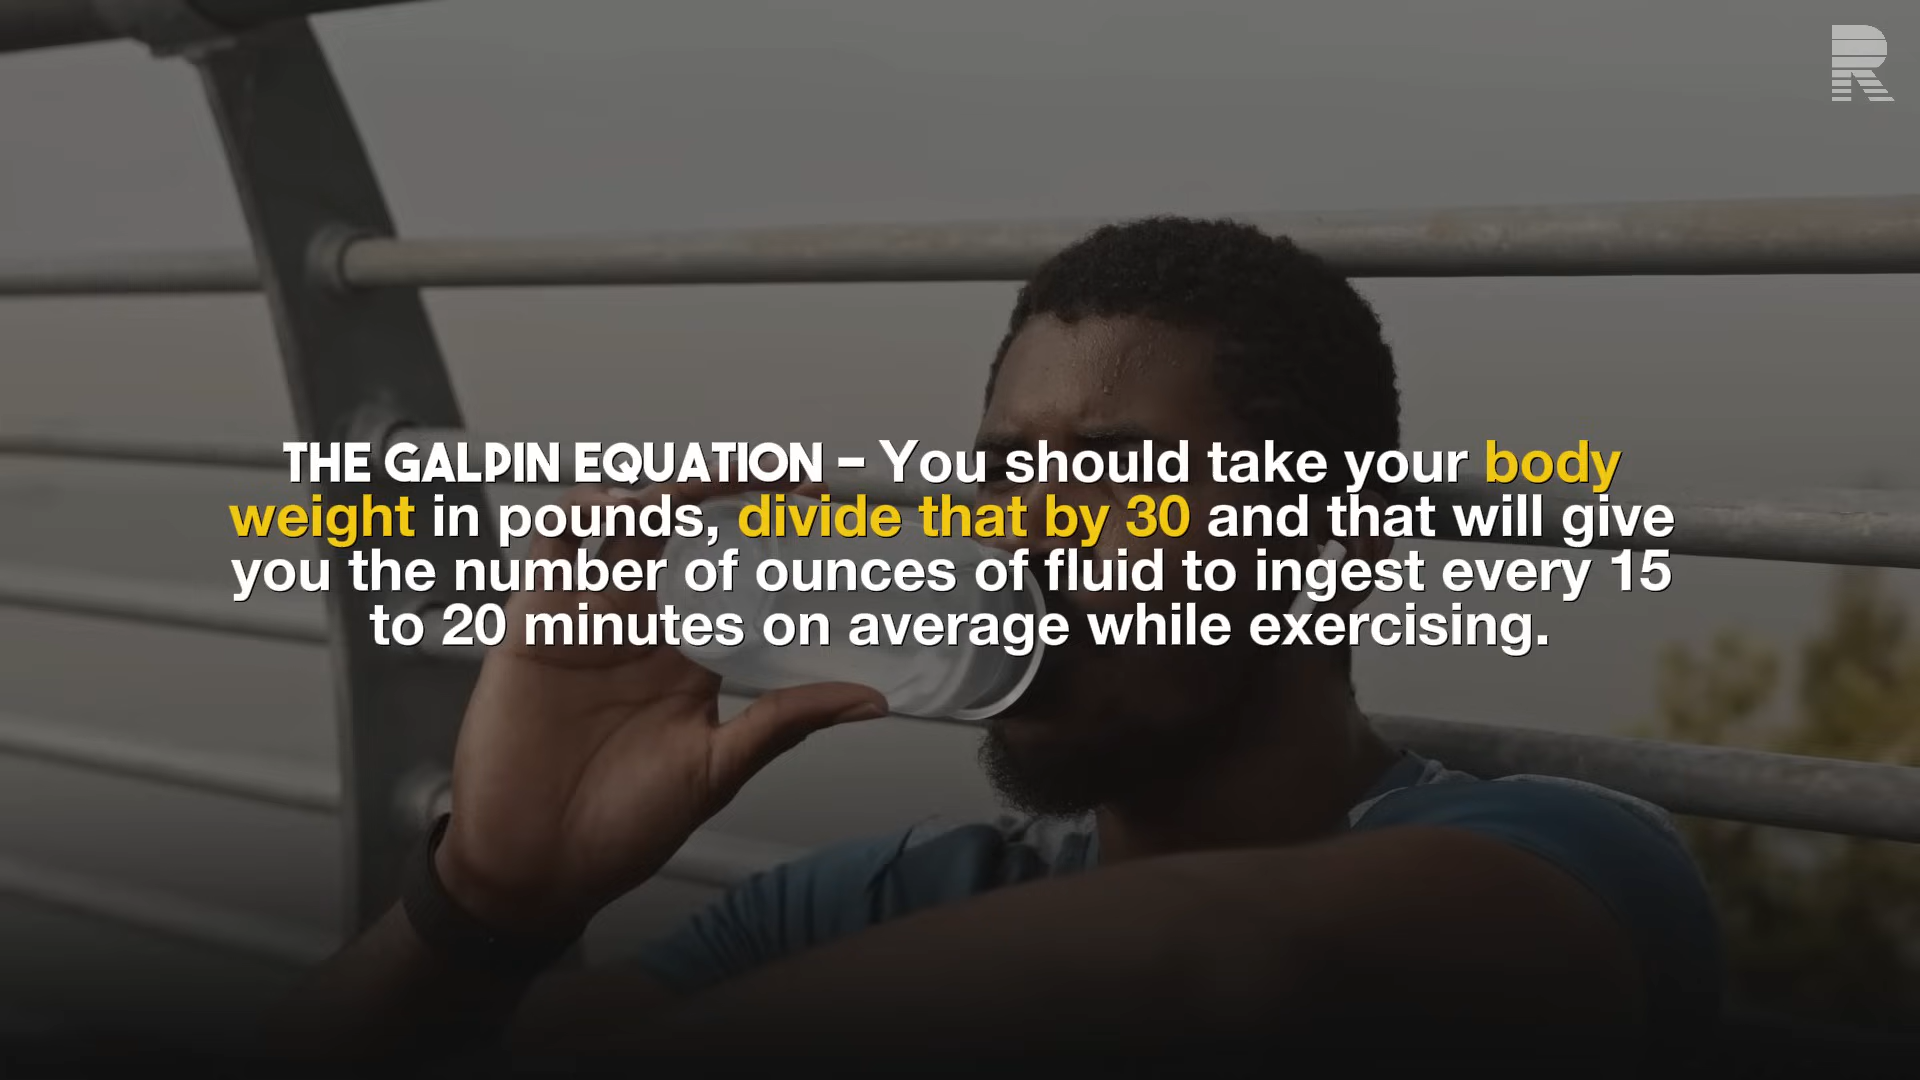 THE GALPIN EQUATION – You should take your body
weight in pounds, divide that by 30 and that will give
you the number of ounces of fluid to ingest every 15
to 20 minutes on average while exercising.
R